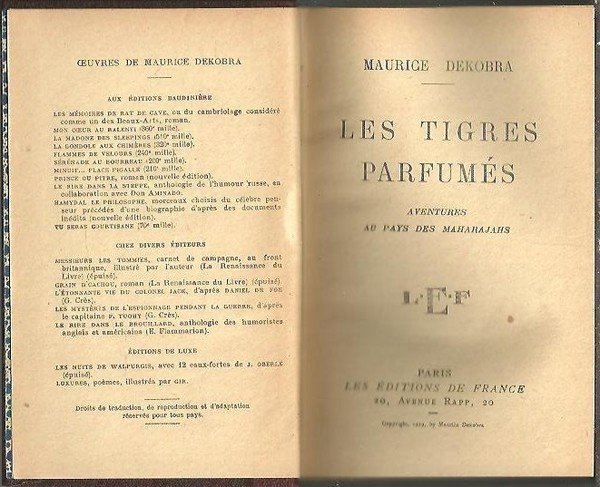 ŒUVRES DE MAURICE DEKOBRA
AUX ÉDITIONS BAUDINIÈRE
LES MÉMOIRES DE RAT DE CAVE, ou du cambriolage considéré
comme un des Beaux-Arts, roman.
MON CŒUR AU RALENTI (360e mille).
LA MADONE DES SLEEPINGS (510e mille).
LA GONDOLE AUX CHIMÈRES (320e mille).
FLAMMES DE VELOURS (240e mille).
SÉRÉNADE AU BOURREAU (200e mille).
MINUIT... PLACE PIGALLE (210e mille).
PRINCE OU PITRE, roman (nouvelle édition).
LE RIRE DANS LA STEPPE, anthologie de l'humour russe, en
collaboration avec Don AMINADO.
HAMYDAL LE PHILOSOPHE, morceaux choisis du célèbre pen-
seur précédés d'une biographie d'après des documents
inédits (nouvelle édition).
TU SERAS COURTISANE (70e mille).
CHEZ DIVERS ÉDITEURS
MESSIEURS LES TOMMIES, carnet de campagne, au front
britannique, illustré par l'auteur (La Renaissance du
Livre) (épuisé).
GRAIN D'CACHOU, roman (La Renaissance du Livre) (épuisé).
L'ÉTONNANTE VIE DU COLONEL JACK, d'après DANIEL DE FOE
(G. Crès).
LES MYSTÈRES DE L'ESPIONNAGE PENDANT LA GUERRE, d'après
le capitaine F. TUOHY (G. Crès).
LE RIRE DANS LE BROUILLARD, anthologie des humoristes
anglais et américains (E. Flammarion).
ÉDITIONS DE LUXE
LES NUITS DE WALPURGIS, avec 12 eaux-fortes de J. OBERLÉ
(épuisé).
LUXURES, poèmes, illustrés par GIR.
Droits de traduction, de reproduction et d'adaptation
réservés pour tous pays.
MAURICE DEKOBRA
LES TIGRES
PARFUMÉS
AVENTURES
AU PAYS DES MAHARAJAHS
L·E·F
PARIS
LES ÉDITIONS DE FRANCE
20, AVENUE RAPP, 20
Copyright, 1929, by Maurice Dekobra